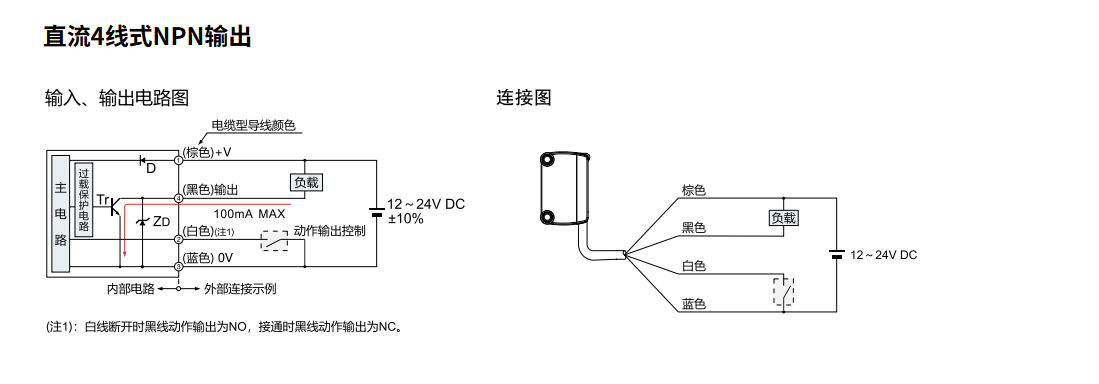 直流4线式NPN输出
输入、输出电路图
电缆型导线颜色
主电路
过载保护电路
D
Tr
ZD
1
(棕色)+V
负载
4
(黑色)输出
100mA MAX
12～24V DC
±10%
2
(白色)(注1)
动作输出控制
3
(蓝色) 0V
内部电路
外部连接示例
(注1)：白线断开时黑线动作输出为NO，接通时黑线动作输出为NC。
连接图
棕色
负载
黑色
白色
12～24V DC
蓝色